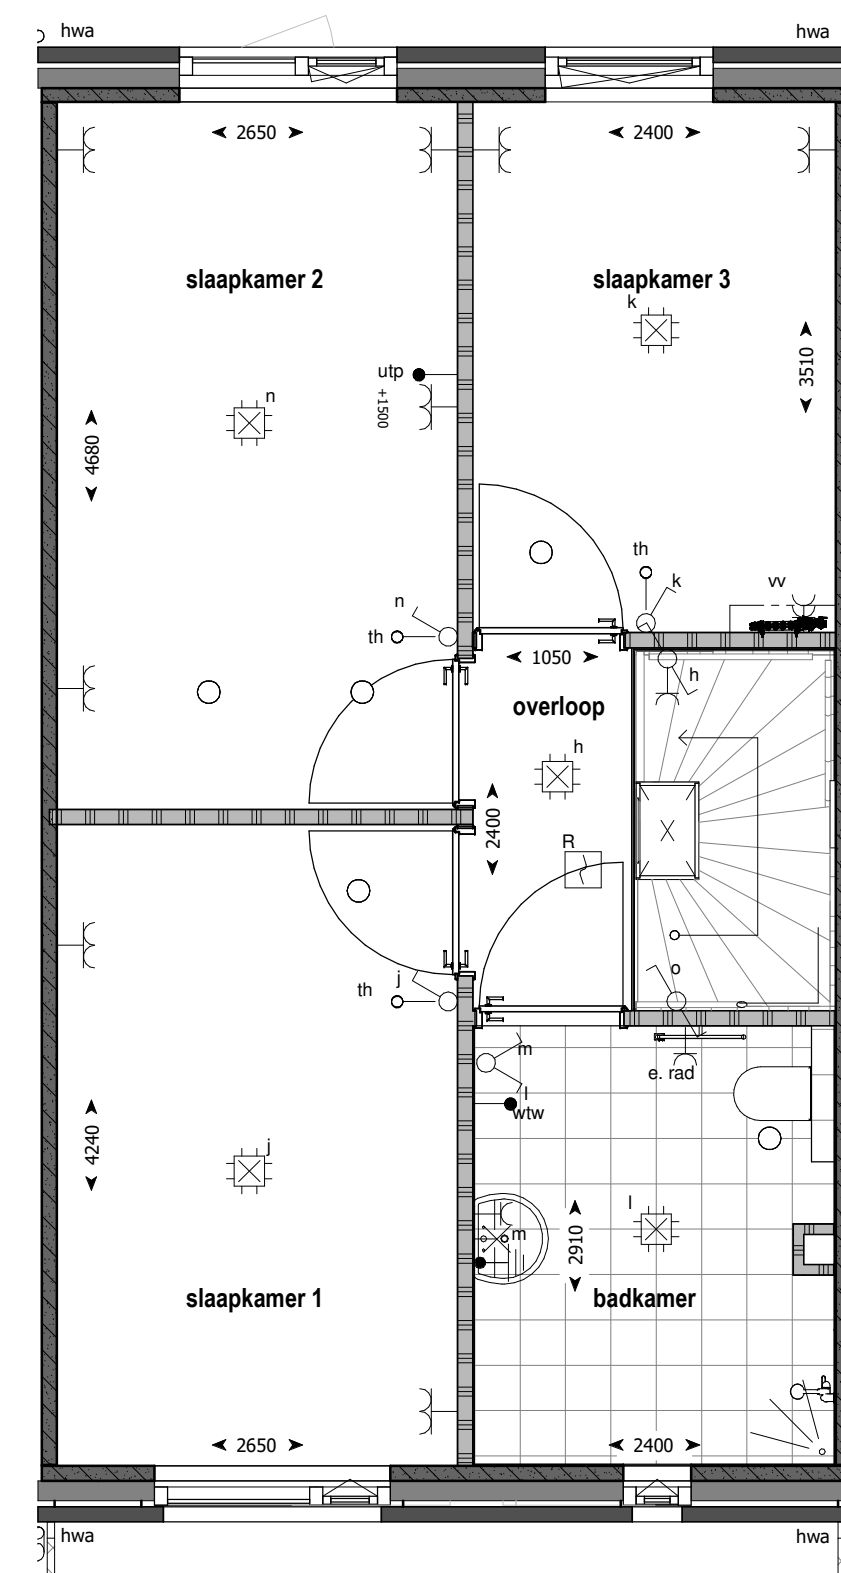 hwa
hwa
2650
2400
slaapkamer 2
slaapkamer 3
k
3510
utp
+1500
n
4680
th
k
vv
n
th
1050
h
overloop
h
2400
R
o
j
th
m
e. rad
l
wtw
4240
j
l
m
2910
slaapkamer 1
badkamer
2650
2400
hwa
hwa